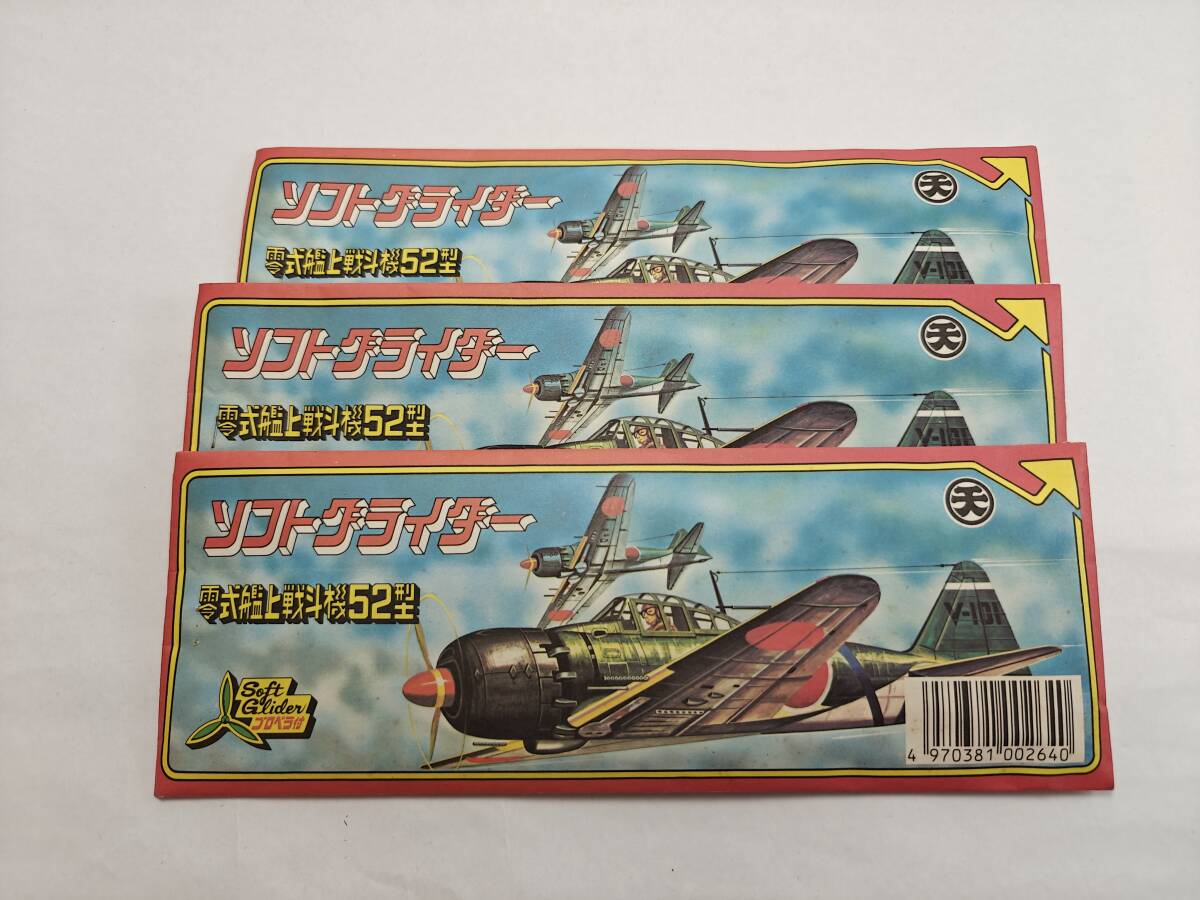 ソフトグライダー
天
零式艦上戦斗機52型
Y-101
ソフトグライダー
天
零式艦上戦斗機52型
Y-101
ソフトグライダー
天
零式艦上戦斗機52型
Y-101
Soft
Glider
プロペラ付
4 970381 002640